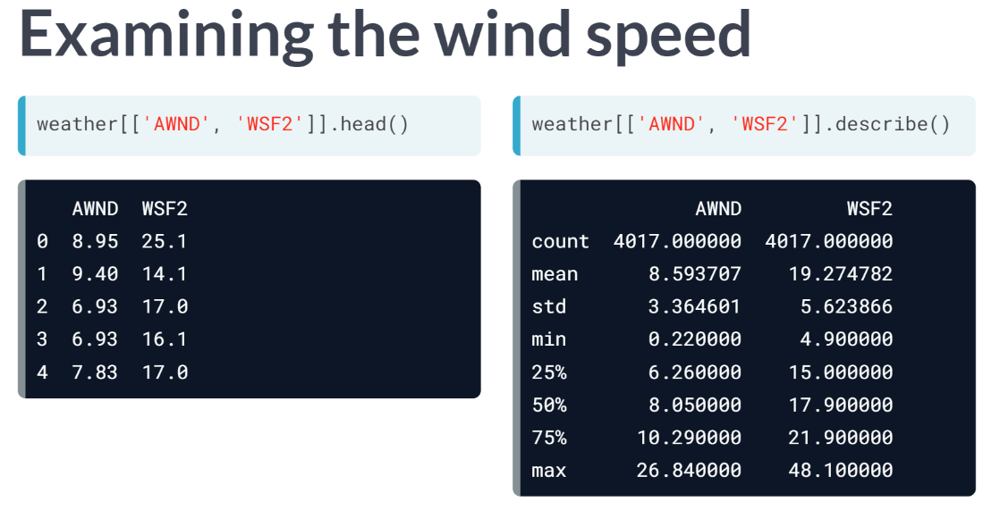 Examining the wind speed
weather[['AWND', 'WSF2']].head()
AWND WSF2
0 8.95 25.1
1 9.40 14.1
2 6.93 17.0
3 6.93 16.1
4 7.83 17.0
weather[['AWND', 'WSF2']].describe()
AWND WSF2
count 4017.000000 4017.000000
mean 8.593707 19.274782
std 3.364601 5.623866
min 0.220000 4.900000
25% 6.260000 15.000000
50% 8.050000 17.900000
75% 10.290000 21.900000
max 26.840000 48.100000